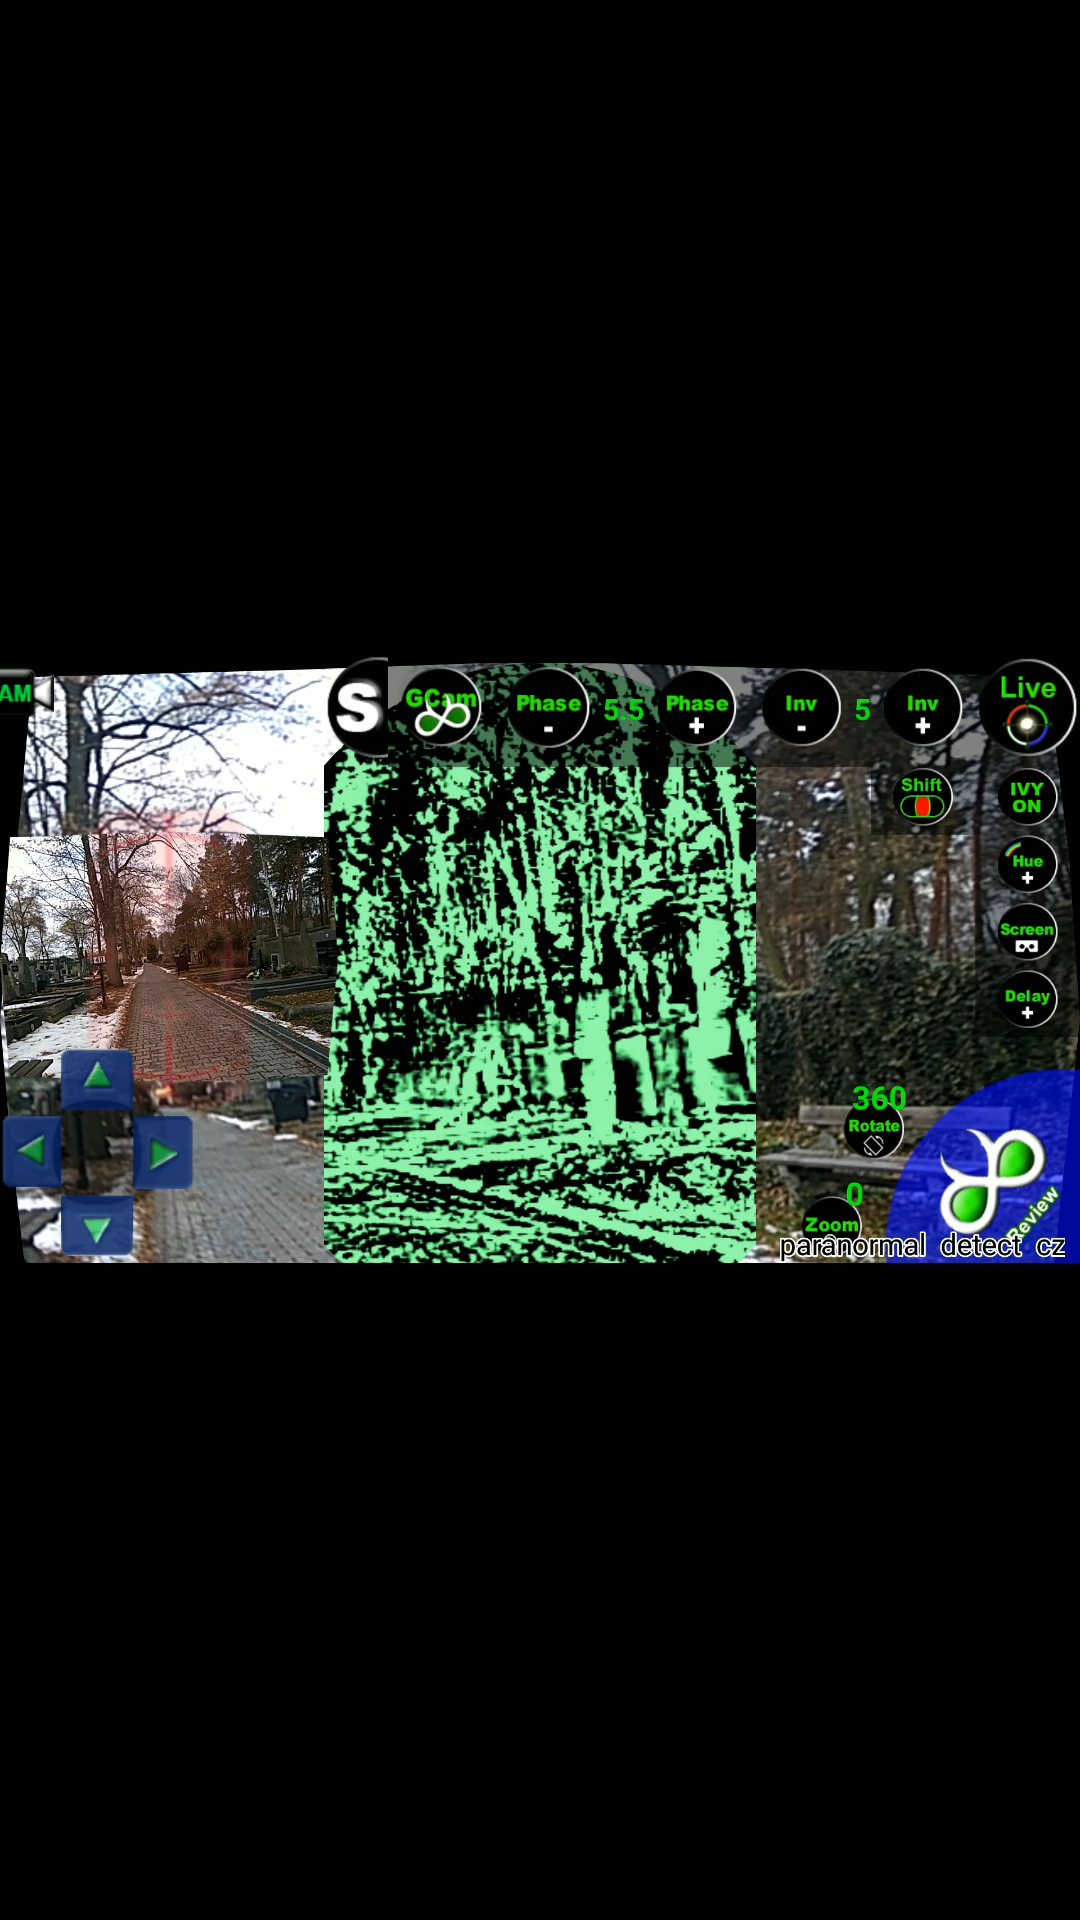 AM
S
GCam
Phase
-
5.5
Phase
+
Inv
-
5
Inv
+
Live
Shift
IVY
ON
Hue
+
Screen
Delay
+
360
Rotate
0
Zoom
Review
paranormal detect cz